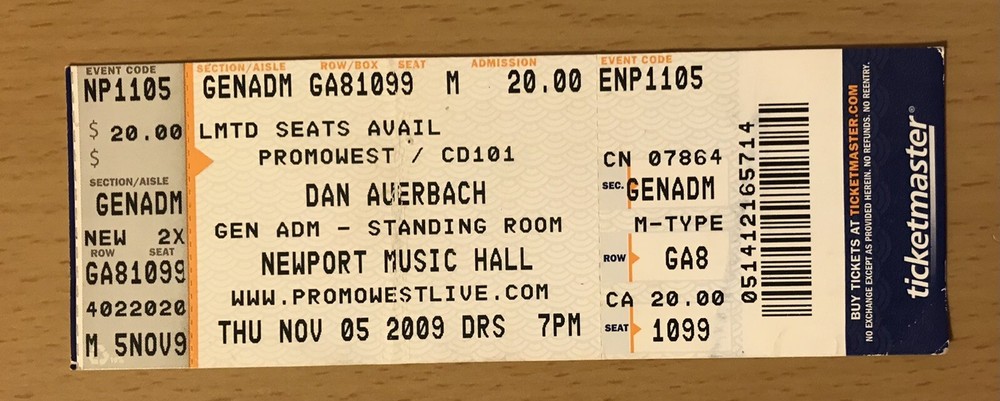 EVENT CODE
NP1105
$ 20.00
$
SECTION/AISLE
GENADM
NEW 2X
ROW SEAT
GA81099
4022020
M 5NOV9
SECTION/AISLE ROW/BOX SEAT ADMISSION
GENADM GA81099 M 20.00
LMTD SEATS AVAIL
PROMOWEST / CD101
DAN AUERBACH
GEN ADM - STANDING ROOM
NEWPORT MUSIC HALL
WWW.PROMOWESTLIVE.COM
THU NOV 05 2009 DRS 7PM
EVENT CODE
ENP1105
CN 07864
SEC. GENADM
M-TYPE
ROW GA8
CA 20.00
SEAT 1099
051412165714
BUY TICKETS AT TICKETMASTER.COM
NO EXCHANGE EXCEPT AS PROVIDED HEREIN. NO REFUNDS. NO REENTRY.
ticketmaster®